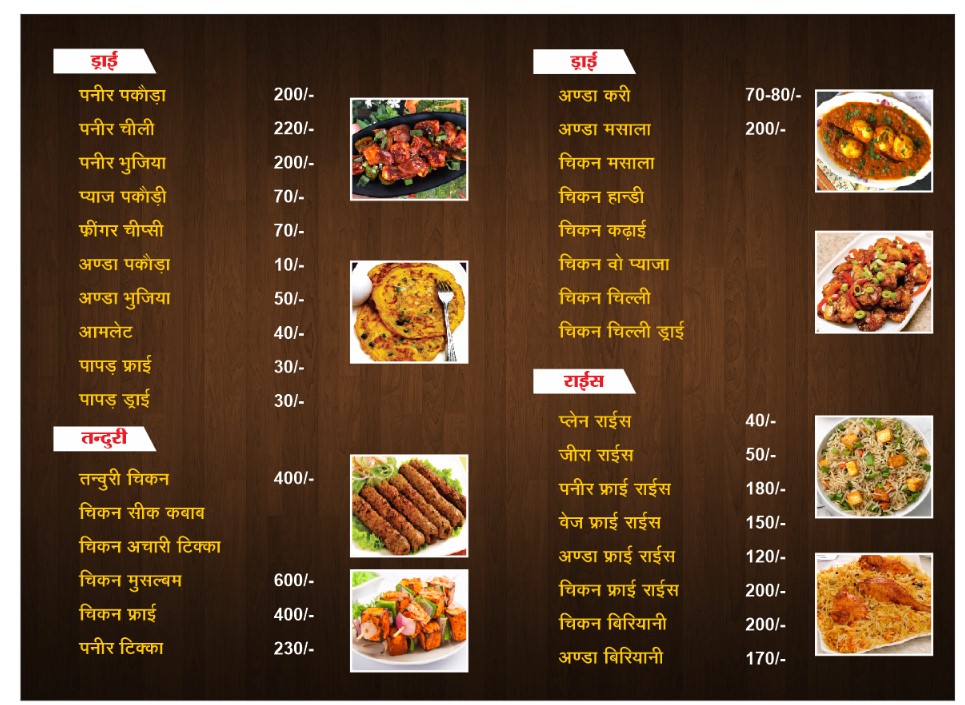 ड्राई
पनीर पकौड़ा 200/-
पनीर चीली 220/-
पनीर भुजिया 200/-
प्याज पकौड़ी 70/-
फ्रींगर चीप्सी 70/-
अण्डा पकौड़ा 10/-
अण्डा भुजिया 50/-
आमलेट 40/-
पापड़ फ्राई 30/-
पापड़ ड्राई 30/-
तन्दुरी
तन्दुरी चिकन 400/-
चिकन सीक कबाब
चिकन अचारी टिक्का
चिकन मुसल्बम 600/-
चिकन फ्राई 400/-
पनीर टिक्का 230/-
ड्राई
अण्डा करी 70-80/-
अण्डा मसाला 200/-
चिकन मसाला
चिकन हान्डी
चिकन कढ़ाई
चिकन वो प्याजा
चिकन चिल्ली
चिकन चिल्ली ड्राई
राईस
प्लेन राईस 40/-
जीरा राईस 50/-
पनीर फ्राई राईस 180/-
वेज फ्राई राईस 150/-
अण्डा फ्राई राईस 120/-
चिकन फ्राई राईस 200/-
चिकन बिरियानी 200/-
अण्डा बिरियानी 170/-